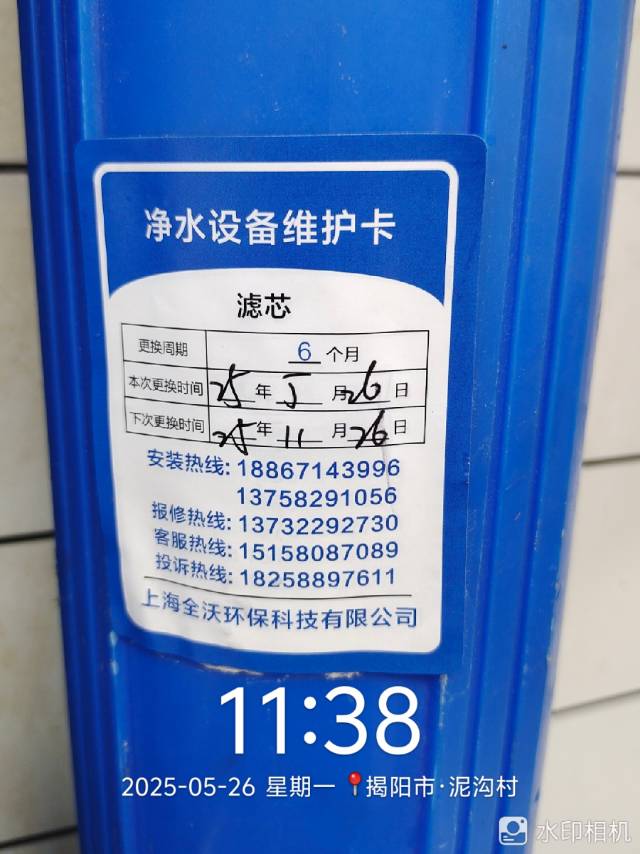 净水设备维护卡
滤芯
更换周期 6 个月
本次更换时间 25 年 5 月 26 日
下次更换时间 25 年 11 月 26 日
安装热线: 18867143996
13758291056
报修热线: 13732292730
客服热线: 15158087089
投诉热线: 18258897611
上海全沃环保科技有限公司
11:38
2025-05-26 星期一 📍揭阳市·泥沟村
水印相机